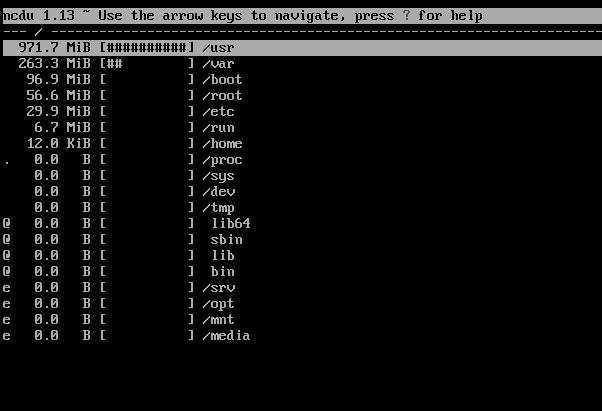 ncdu 1.13 ~ Use the arrow keys to navigate, press ? for help
--- / ---------------------------------------------------------------------
  971.7 MiB [##########] /usr
  263.3 MiB [##        ] /var
   96.9 MiB [          ] /boot
   56.6 MiB [          ] /root
   29.9 MiB [          ] /etc
    6.7 MiB [          ] /run
   12.0 KiB [          ] /home
.   0.0   B [          ] /proc
    0.0   B [          ] /sys
    0.0   B [          ] /dev
    0.0   B [          ] /tmp
@   0.0   B [          ]  lib64
@   0.0   B [          ]  sbin
@   0.0   B [          ]  lib
@   0.0   B [          ]  bin
e   0.0   B [          ] /srv
e   0.0   B [          ] /opt
e   0.0   B [          ] /mnt
e   0.0   B [          ] /media